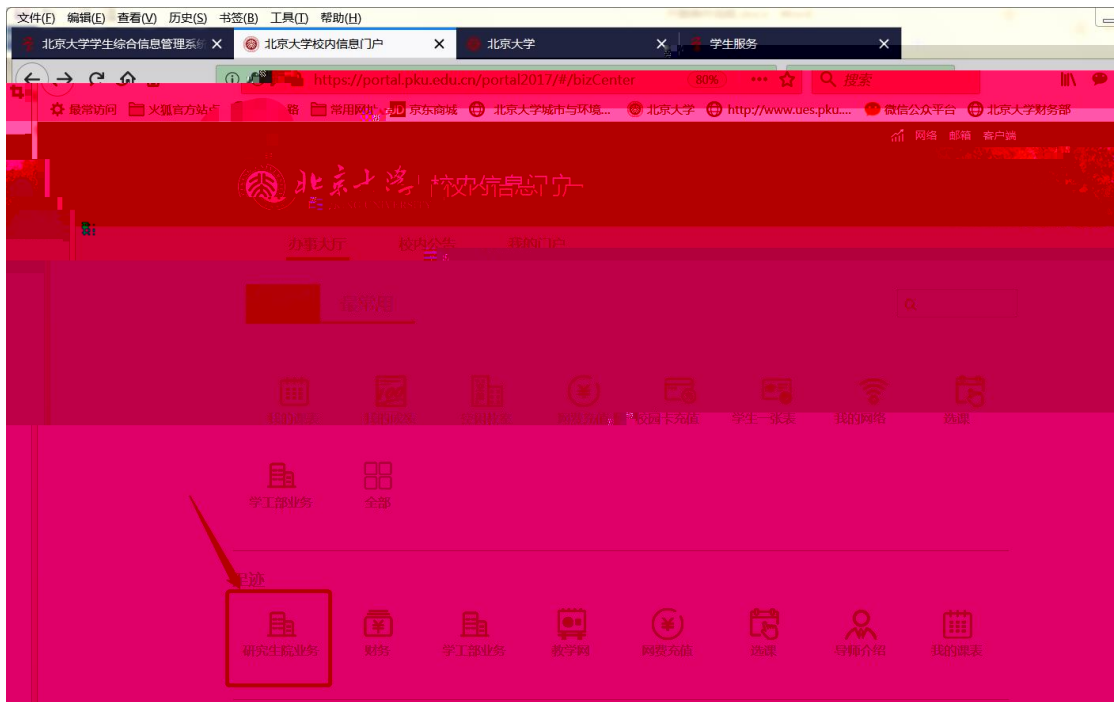 文件(F) 编辑(E) 查看(V) 历史(S) 书签(B) 工具(T) 帮助(H)
北京大学学生综合信息管理系统 北京大学校内信息门户 北京大学 学生服务
https://portal.pku.edu.cn/portal2017/#/bizCenter 80% 搜索
最常访问 火狐官方站点 常用网址 JD 京东商城 北京大学城市与环境... 北京大学 http://www.ues.pku.... 微信公众平台 北京大学财务部
网络 邮箱 客户端
北京大学 校内信息门户
办事大厅 校内公告 我的门户
校园卡充值 学生一张表 我的网络 选课
学工部业务 全部
足迹
研究生院业务 财务 学工部业务 教学网 网费充值 选课 导师介绍 我的课表